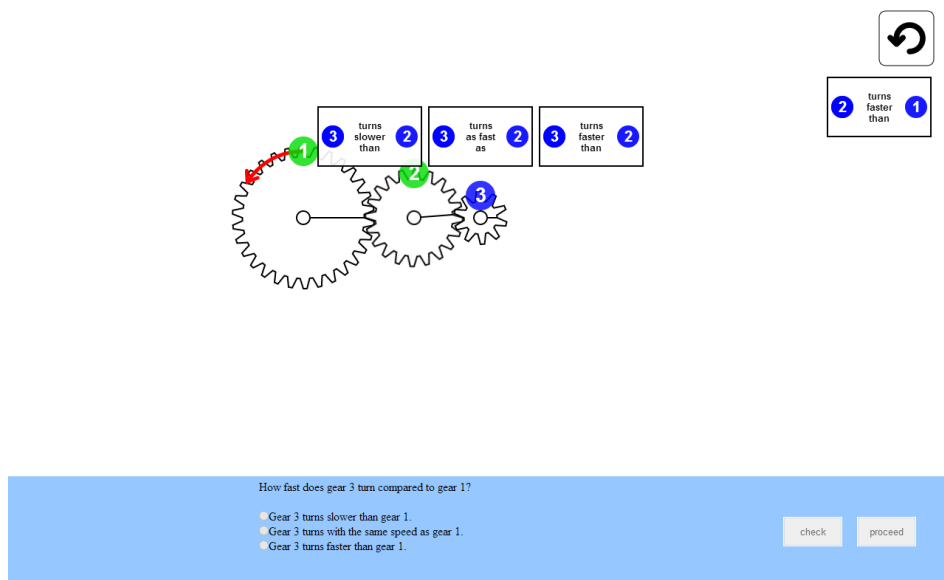 2 turns faster than 1
3 turns slower than 2
3 turns as fast as 2
3 turns faster than 2
1
2
3
How fast does gear 3 turn compared to gear 1?
Gear 3 turns slower than gear 1.
Gear 3 turns with the same speed as gear 1.
Gear 3 turns faster than gear 1.
check
proceed